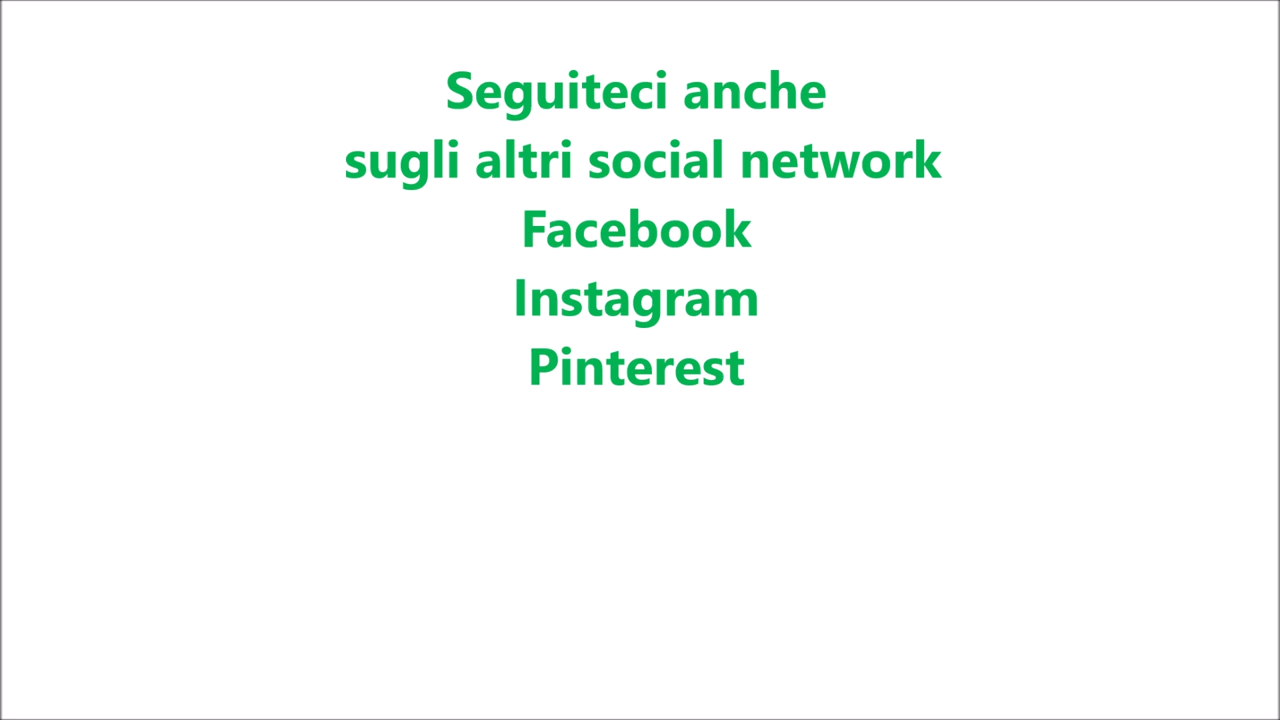 Seguiteci anche
sugli altri social network
Facebook
Instagram
Pinterest